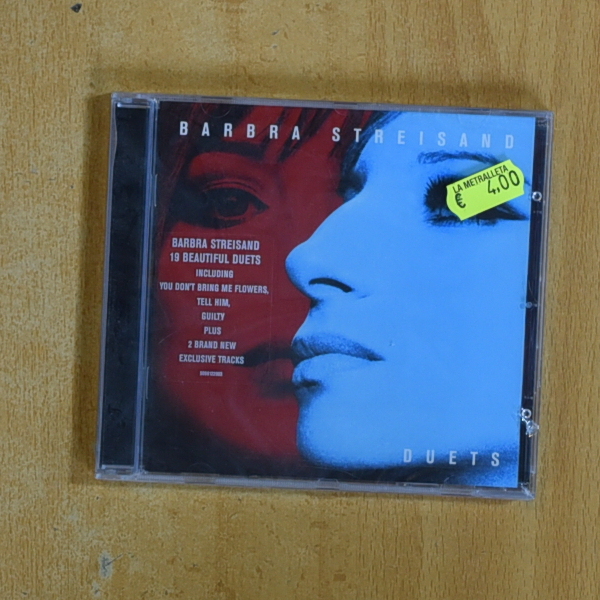 BARBRA STREISAND
LA METRALLETA
€ 4,00
BARBRA STREISAND
19 BEAUTIFUL DUETS
INCLUDING
YOU DON'T BRING ME FLOWERS,
TELL HIM,
GUILTY
PLUS
2 BRAND NEW
EXCLUSIVE TRACKS
DUETS